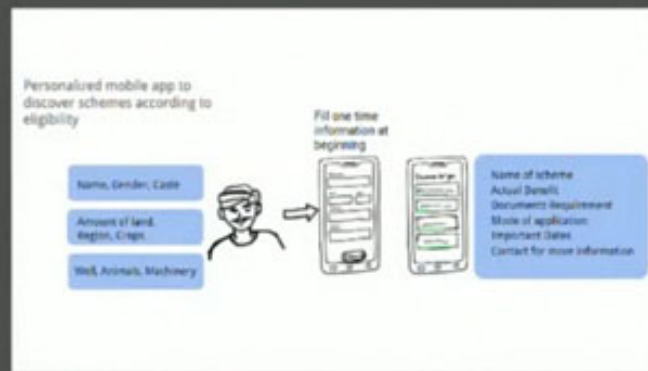 Personalized mobile app to
discover schemes according to
eligibility
Fill one time
information at
beginning
Name, Gender, Caste
Amount of land,
Region, Crops
Well, Animals, Machinery
Name of scheme
Actual Benefit
Documents Requirement
Mode of application
Important Dates
Contact for more information